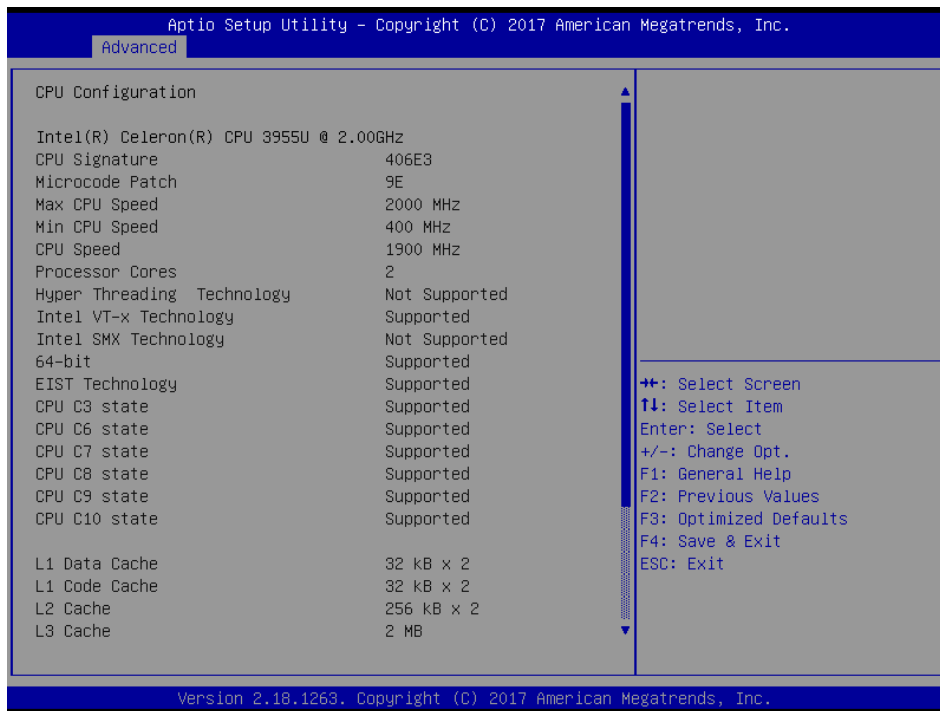 Aptio Setup Utility – Copyright (C) 2017 American Megatrends, Inc.
Advanced
CPU Configuration
Intel(R) Celeron(R) CPU 3955U @ 2.00GHz
CPU Signature 406E3
Microcode Patch 9E
Max CPU Speed 2000 MHz
Min CPU Speed 400 MHz
CPU Speed 1900 MHz
Processor Cores 2
Hyper Threading  Technology Not Supported
Intel VT-x Technology Supported
Intel SMX Technology Not Supported
64-bit Supported
EIST Technology Supported
CPU C3 state Supported
CPU C6 state Supported
CPU C7 state Supported
CPU C8 state Supported
CPU C9 state Supported
CPU C10 state Supported
L1 Data Cache 32 kB x 2
L1 Code Cache 32 kB x 2
L2 Cache 256 kB x 2
L3 Cache 2 MB
→←: Select Screen
↑↓: Select Item
Enter: Select
+/-: Change Opt.
F1: General Help
F2: Previous Values
F3: Optimized Defaults
F4: Save & Exit
ESC: Exit
Version 2.18.1263. Copyright (C) 2017 American Megatrends, Inc.